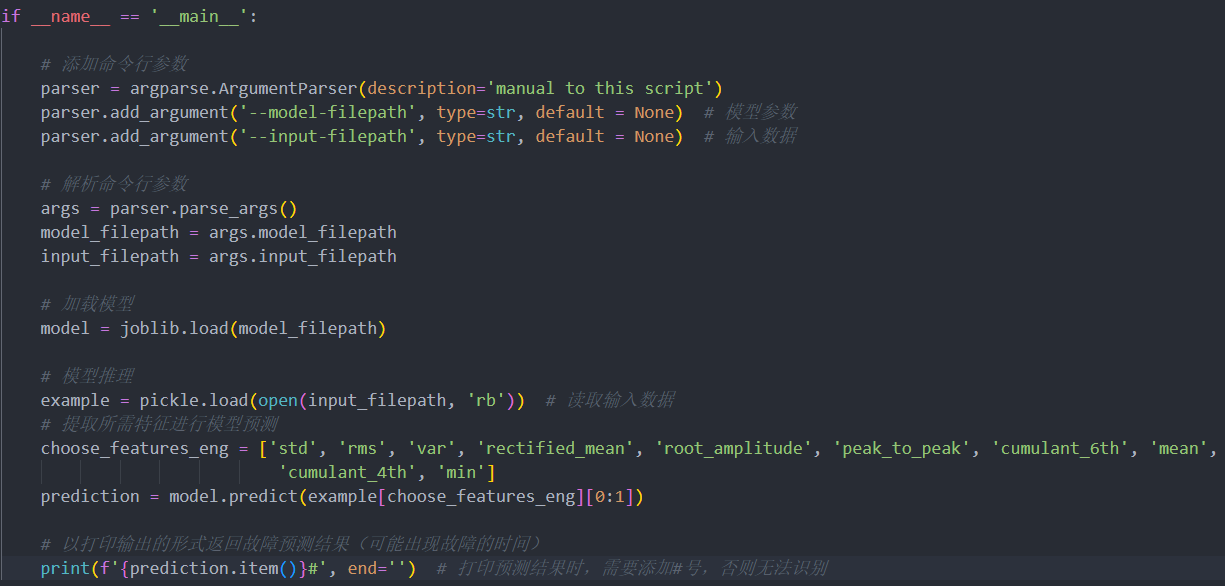 if __name__ == '__main__':
# 添加命令行参数
parser = argparse.ArgumentParser(description='manual to this script')
parser.add_argument('--model-filepath', type=str, default = None)  # 模型参数
parser.add_argument('--input-filepath', type=str, default = None)  # 输入数据
# 解析命令行参数
args = parser.parse_args()
model_filepath = args.model_filepath
input_filepath = args.input_filepath
# 加载模型
model = joblib.load(model_filepath)
# 模型推理
example = pickle.load(open(input_filepath, 'rb'))  # 读取输入数据
# 提取所需特征进行模型预测
choose_features_eng = ['std', 'rms', 'var', 'rectified_mean', 'root_amplitude', 'peak_to_peak', 'cumulant_6th', 'mean',
'cumulant_4th', 'min']
prediction = model.predict(example[choose_features_eng][0:1])
# 以打印输出的形式返回故障预测结果（可能出现故障的时间）
print(f'{prediction.item()}#', end='')  # 打印预测结果时，需要添加#号，否则无法识别